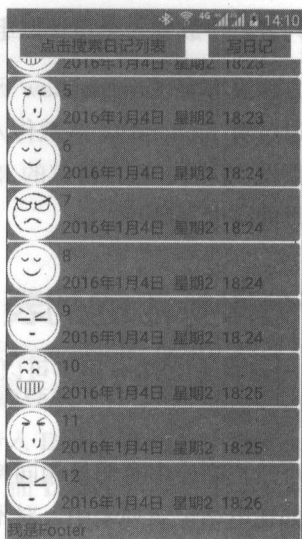 4G 14:10
点击搜索日记列表 写日记
2016年1月4日 星期2 18:23
5
2016年1月4日 星期2 18:23
6
2016年1月4日 星期2 18:24
7
2016年1月4日 星期2 18:24
8
2016年1月4日 星期2 18:24
9
2016年1月4日 星期2 18:24
10
2016年1月4日 星期2 18:25
11
2016年1月4日 星期2 18:25
12
2016年1月4日 星期2 18:26
我是Footer